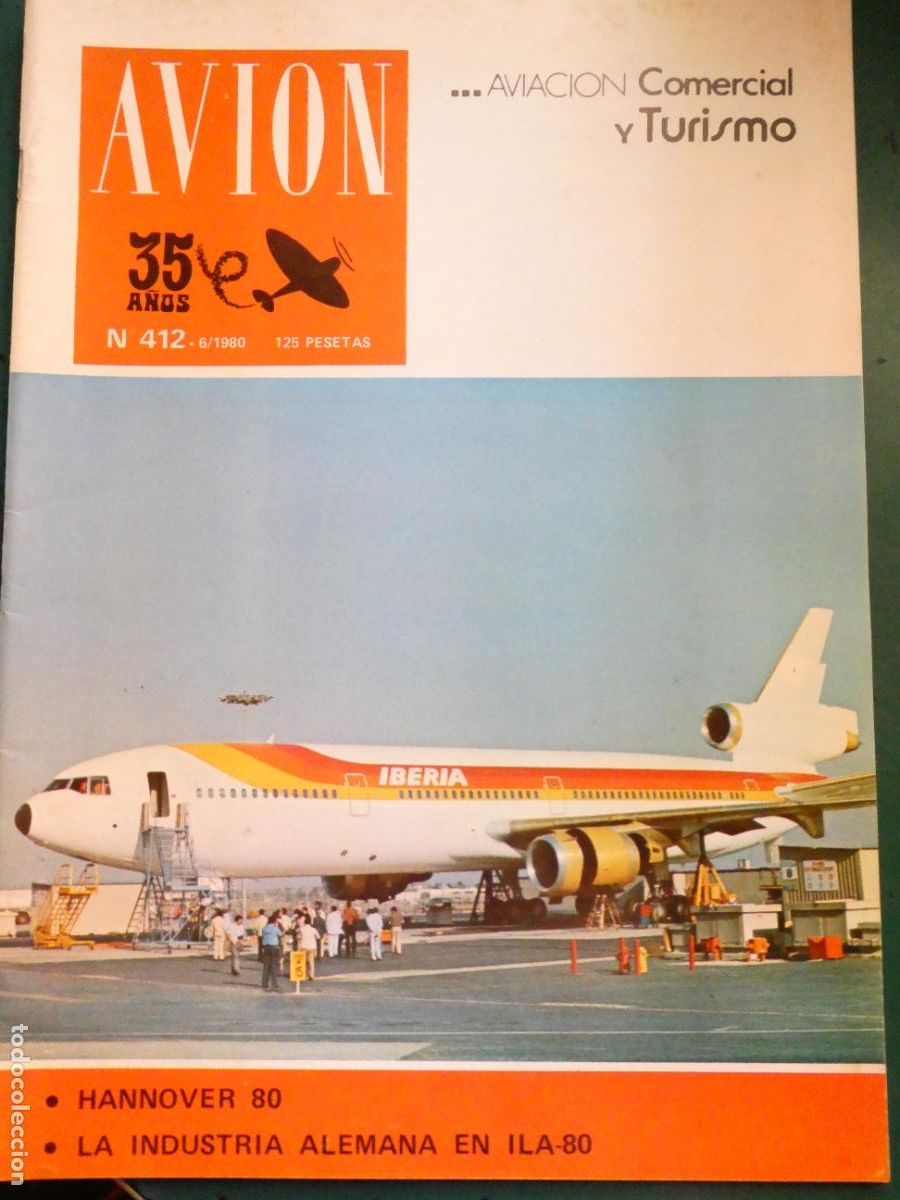 AVION
...AVIACION Comercial
Y Turismo
35
AÑOS
N° 412 - 6/1980 125 PESETAS
IBERIA
• HANNOVER 80
• LA INDUSTRIA ALEMANA EN ILA-80
todocoleccion